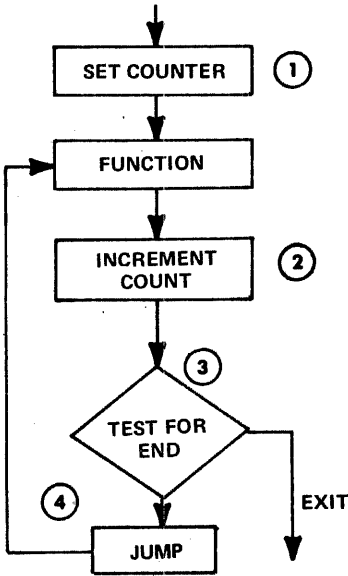 SET COUNTER
1
FUNCTION
INCREMENT
COUNT
2
3
TEST FOR
END
4
EXIT
JUMP